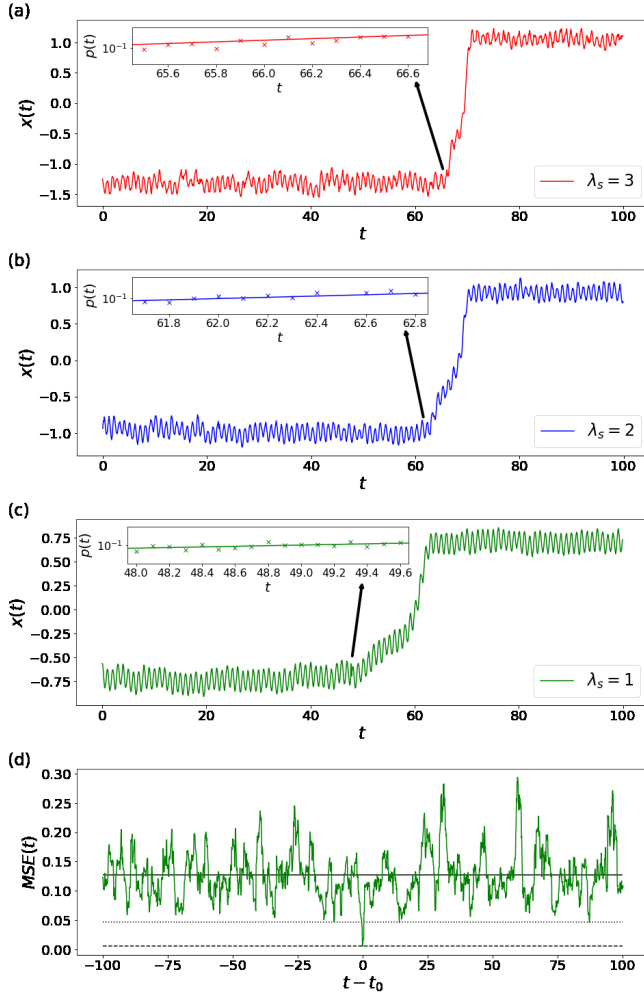 (a)
p(t)
10⁻¹
65.6 65.8 66.0 66.2 66.4 66.6
t
1.0
0.5
0.0
−0.5
−1.0
−1.5
x(t)
λₛ = 3
0 20 40 60 80 100
t
(b)
p(t)
10⁻¹
61.8 62.0 62.2 62.4 62.6 62.8
t
1.0
0.5
0.0
−0.5
−1.0
x(t)
λₛ = 2
0 20 40 60 80 100
t
(c)
p(t)
10⁻¹
48.0 48.2 48.4 48.6 48.8 49.0 49.2 49.4 49.6
t
0.75
0.50
0.25
0.00
−0.25
−0.50
−0.75
x(t)
λₛ = 1
0 20 40 60 80 100
t
(d)
0.30
0.25
0.20
0.15
0.10
0.05
0.00
MSE(t)
−100 −75 −50 −25 0 25 50 75 100
t − t₀